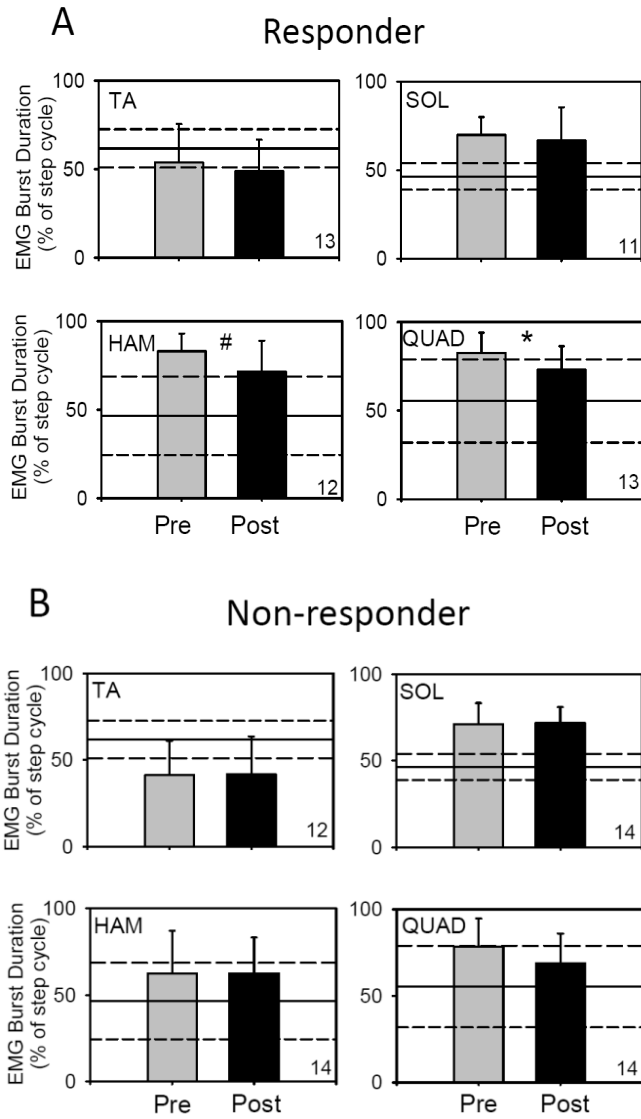 A
Responder
EMG Burst Duration
(% of step cycle)
100
50
0
TA
13
100
50
0
SOL
11
EMG Burst Duration
(% of step cycle)
100
50
0
HAM
#
12
Pre
Post
100
50
0
QUAD
*
13
Pre
Post
B
Non-responder
EMG Burst Duration
(% of step cycle)
100
50
0
TA
12
100
50
0
SOL
14
EMG Burst Duration
(% of step cycle)
100
50
0
HAM
14
Pre
Post
100
50
0
QUAD
14
Pre
Post